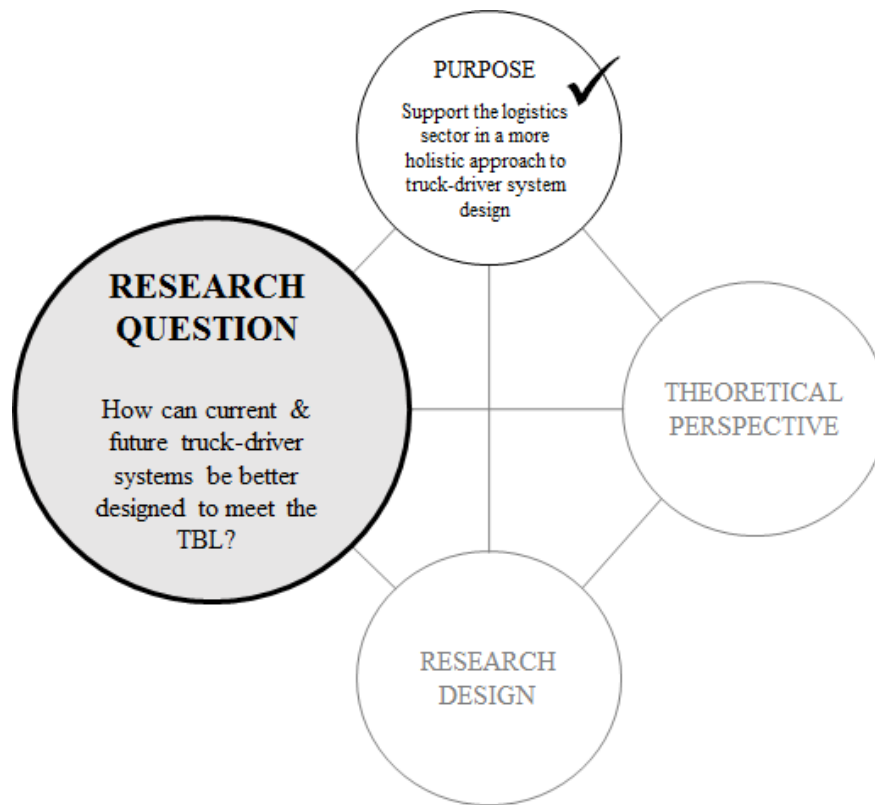 PURPOSE
Support the logistics
sector in a more
holistic approach to
truck-driver system
design
RESEARCH
QUESTION
How can current &
future truck-driver
systems be better
designed to meet the
TBL?
THEORETICAL
PERSPECTIVE
RESEARCH
DESIGN